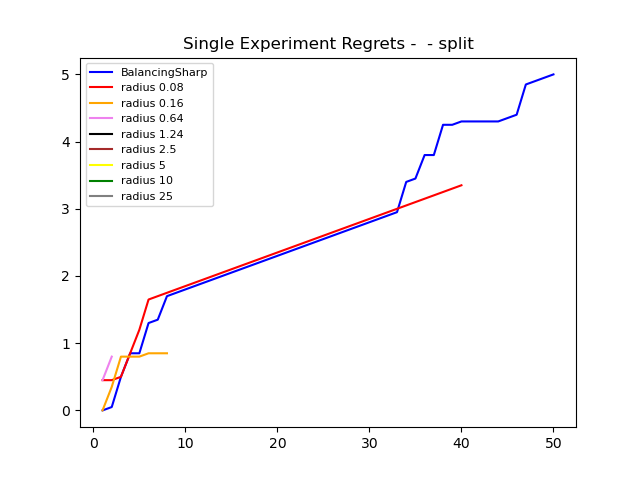 Single Experiment Regrets -  - split
BalancingSharp
radius 0.08
radius 0.16
radius 0.64
radius 1.24
radius 2.5
radius 5
radius 10
radius 25
5
4
3
2
1
0
0 10 20 30 40 50